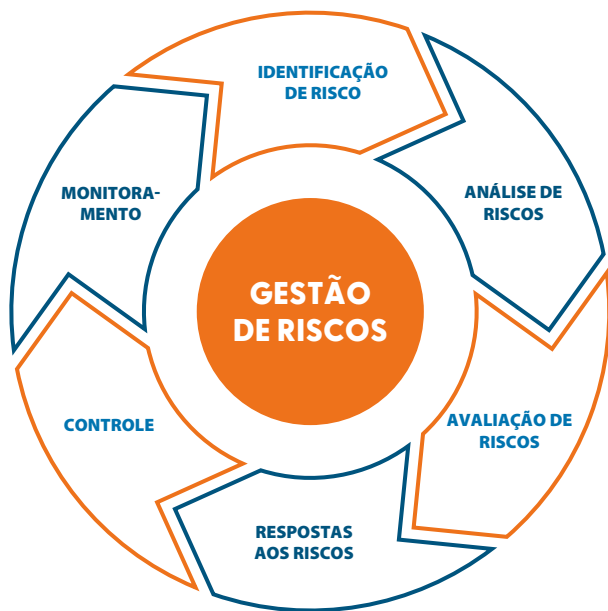 IDENTIFICAÇÃO
DE RISCO
ANÁLISE DE
RISCOS
AVALIAÇÃO DE
RISCOS
RESPOSTAS
AOS RISCOS
CONTROLE
MONITORA-
MENTO
GESTÃO
DE RISCOS